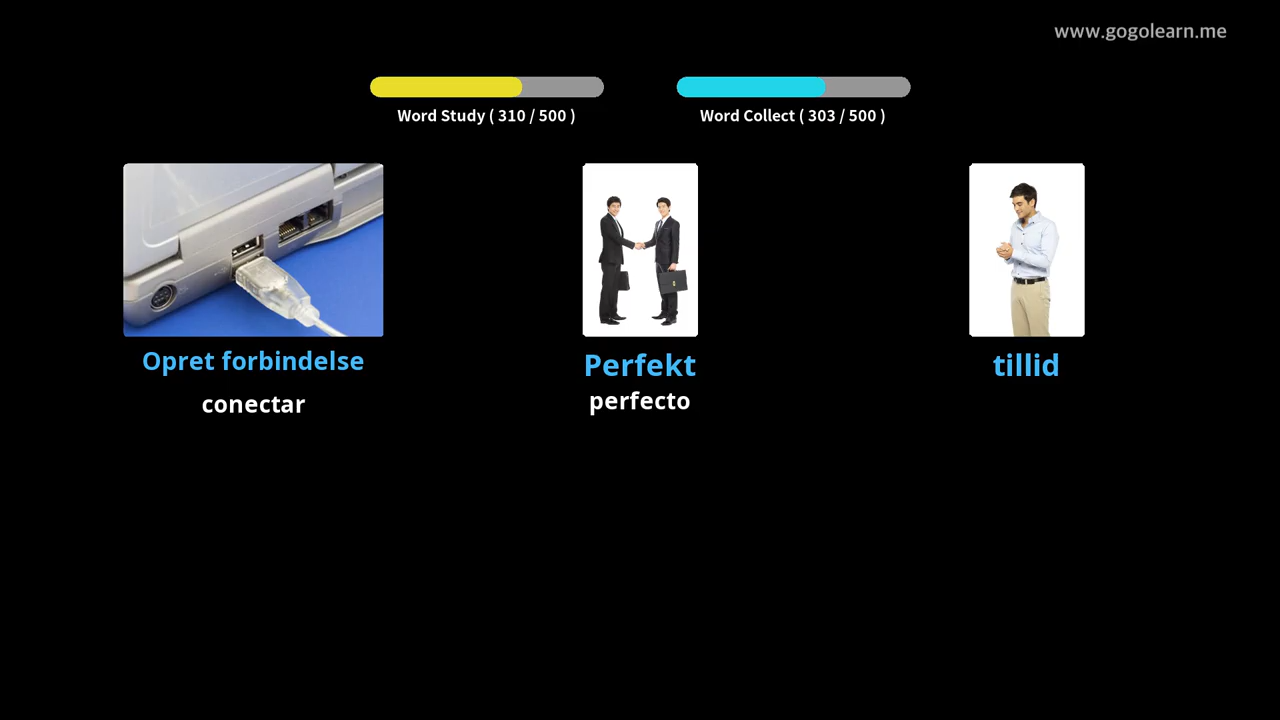 www.gogolearn.me
Word Study ( 310 / 500 )
Word Collect ( 303 / 500 )
Opret forbindelse
Perfekt
tillid
conectar
perfecto